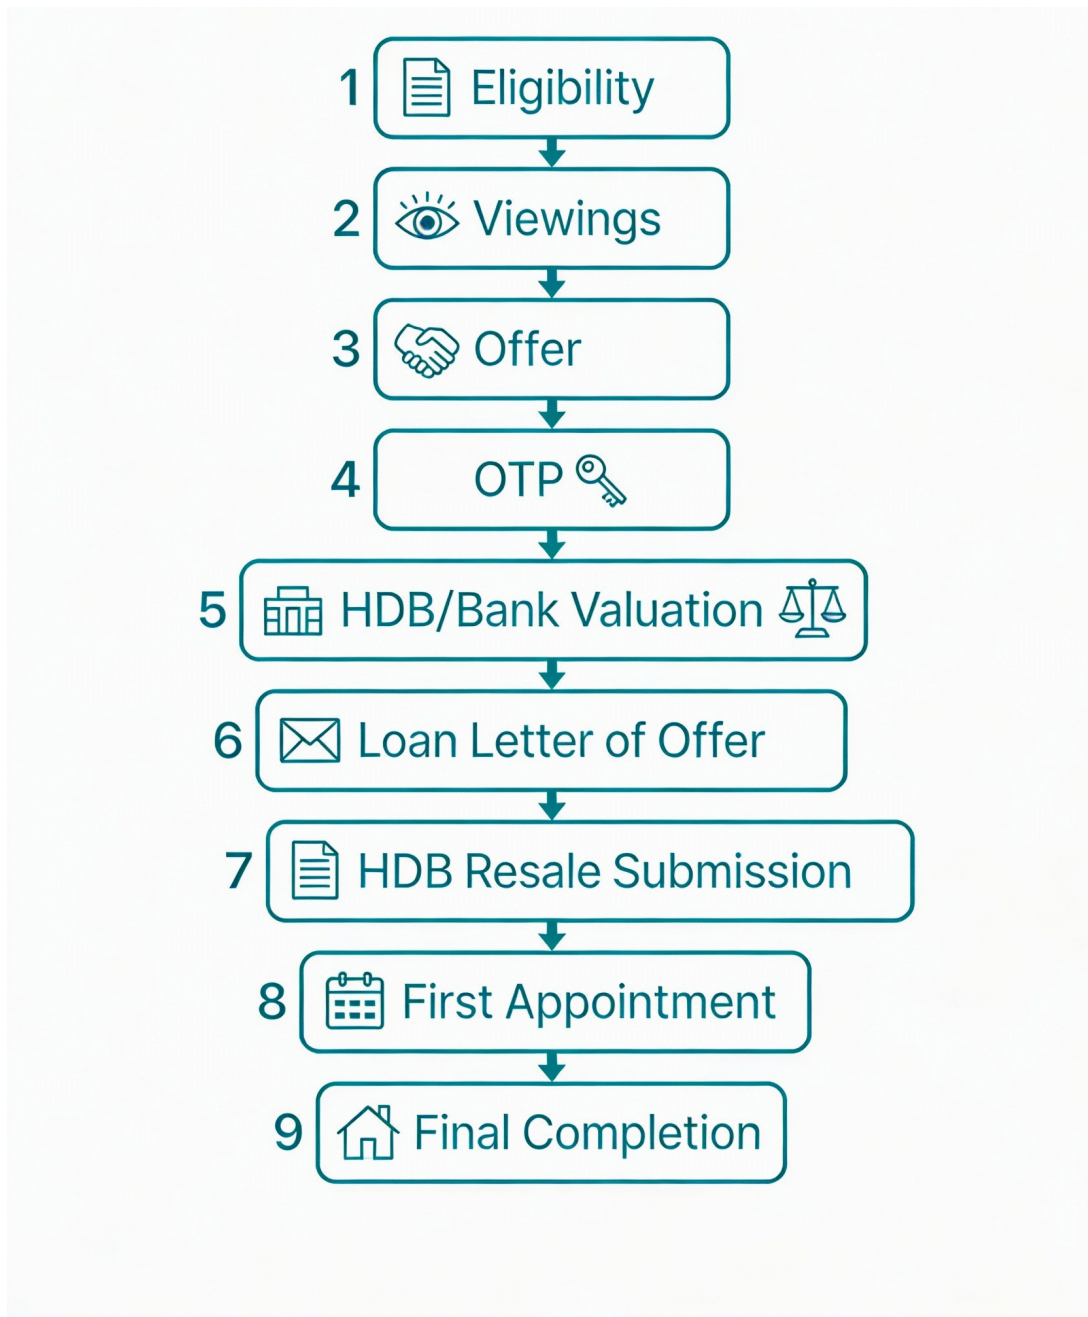 1 Eligibility
2 Viewings
3 Offer
4 OTP
5 HDB/Bank Valuation
6 Loan Letter of Offer
7 HDB Resale Submission
8 First Appointment
9 Final Completion